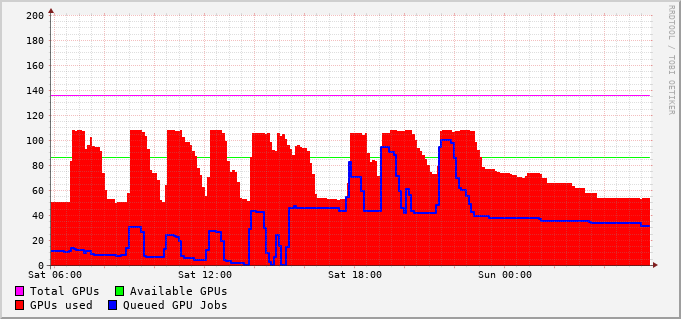 200
180
160
140
120
100
80
60
40
20
0
Sat 06:00 Sat 12:00 Sat 18:00 Sun 00:00
Total GPUs Available GPUs
GPUs used Queued GPU Jobs
RRDTOOL / TOBI OETIKER